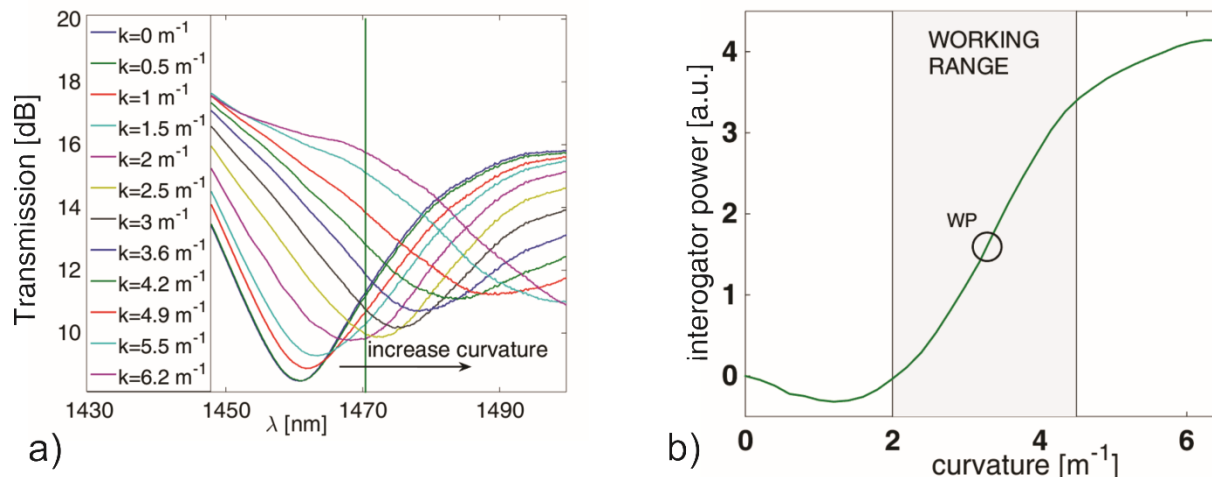 20
18
16
14
12
10
Transmission [dB]
k=0 m⁻¹
k=0.5 m⁻¹
k=1 m⁻¹
k=1.5 m⁻¹
k=2 m⁻¹
k=2.5 m⁻¹
k=3 m⁻¹
k=3.6 m⁻¹
k=4.2 m⁻¹
k=4.9 m⁻¹
k=5.5 m⁻¹
k=6.2 m⁻¹
increase curvature
1430 1450 1470 1490
λ [nm]
a)
4
3
2
1
0
interogator power [a.u.]
WORKING
RANGE
WP
0 2 4 6
curvature [m⁻¹]
b)